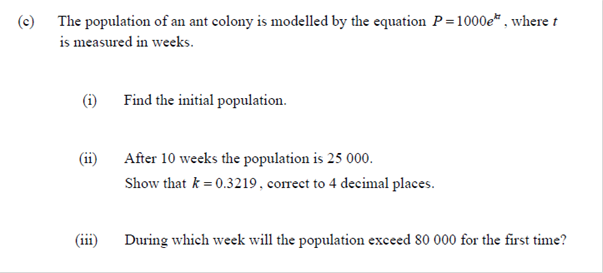 (c) The population of an ant colony is modelled by the equation P = 1000e^{kt}, where t
is measured in weeks.
(i) Find the initial population.
(ii) After 10 weeks the population is 25 000.
Show that k = 0.3219, correct to 4 decimal places.
(iii) During which week will the population exceed 80 000 for the first time?